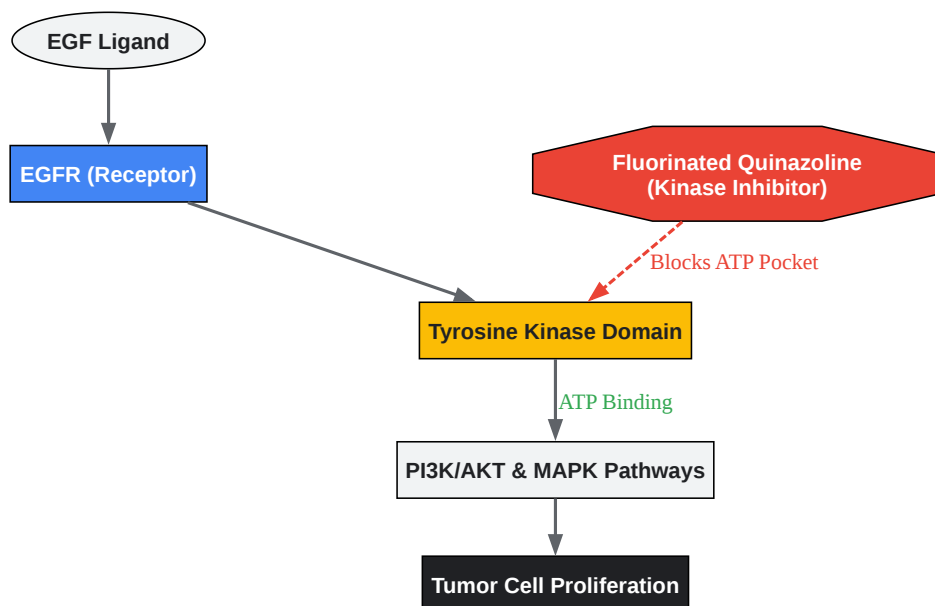 EGF Ligand
EGFR (Receptor)
Fluorinated Quinazoline
(Kinase Inhibitor)
Blocks ATP Pocket
Tyrosine Kinase Domain
ATP Binding
PI3K/AKT & MAPK Pathways
Tumor Cell Proliferation